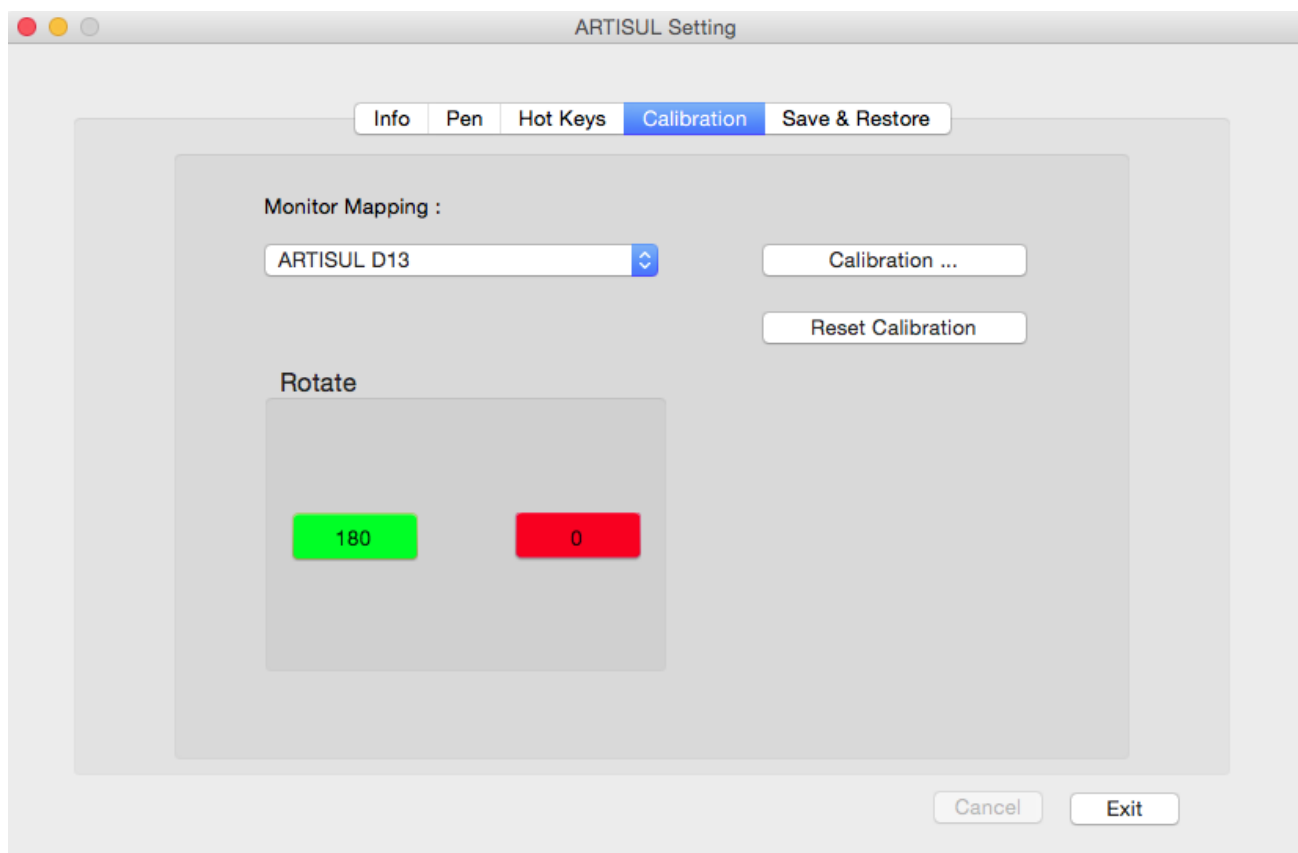 ARTISUL Setting
Info Pen Hot Keys Calibration Save & Restore
Monitor Mapping :
ARTISUL D13 Calibration ...
Reset Calibration
Rotate
180 0
Cancel Exit